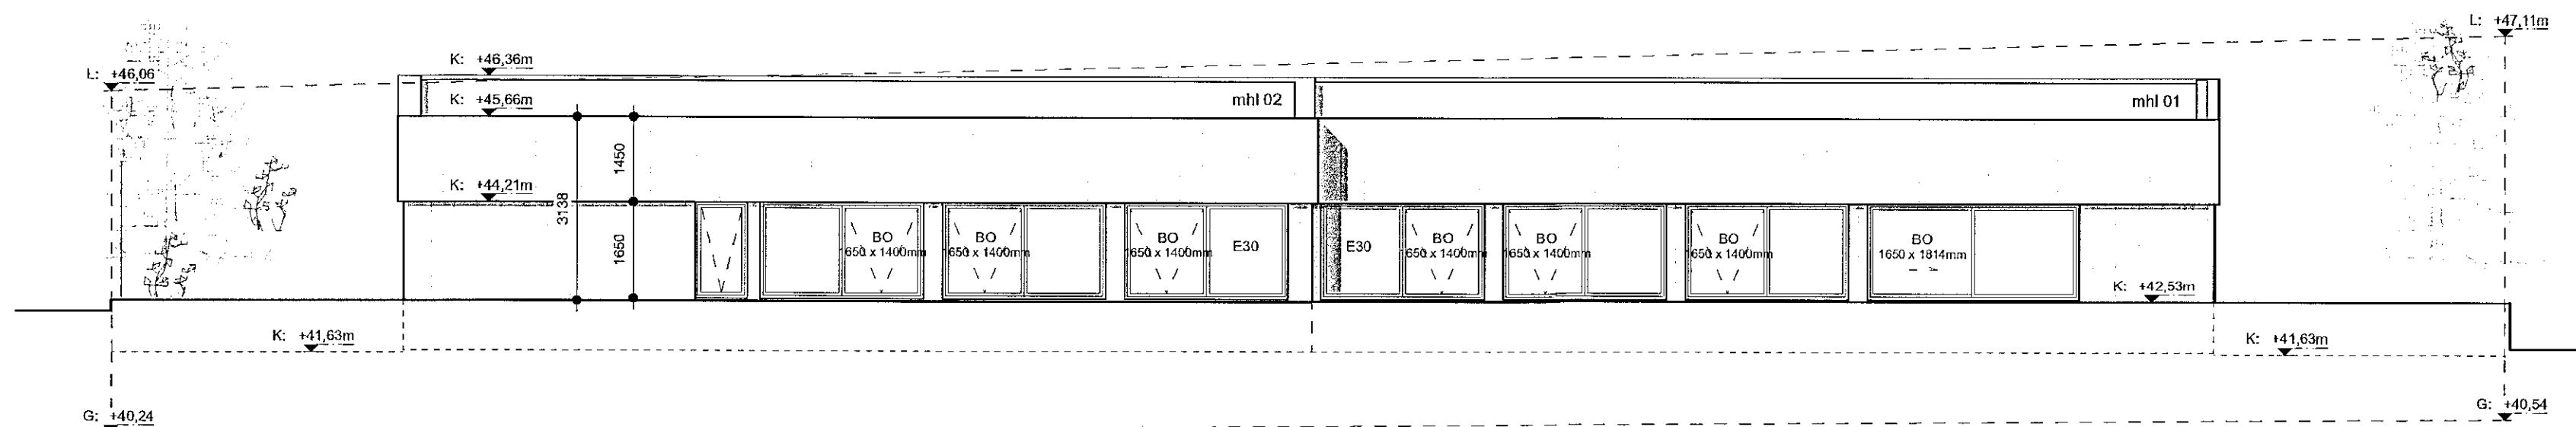 L: +47,11m
K: +46,36m
L: +46,06
K: +45,66m
mhl 02
mhl 01
1450
K: +44,21m
3138
1650
BO
1650 x 1400mm
BO
1650 x 1400mm
BO
1650 x 1400mm
E30
E30
BO
1650 x 1400mm
BO
1650 x 1400mm
BO
1650 x 1400mm
BO
1650 x 1814mm
K: +42,53m
K: +41,63m
K: +41,63m
G: +40,24
G: +40,54